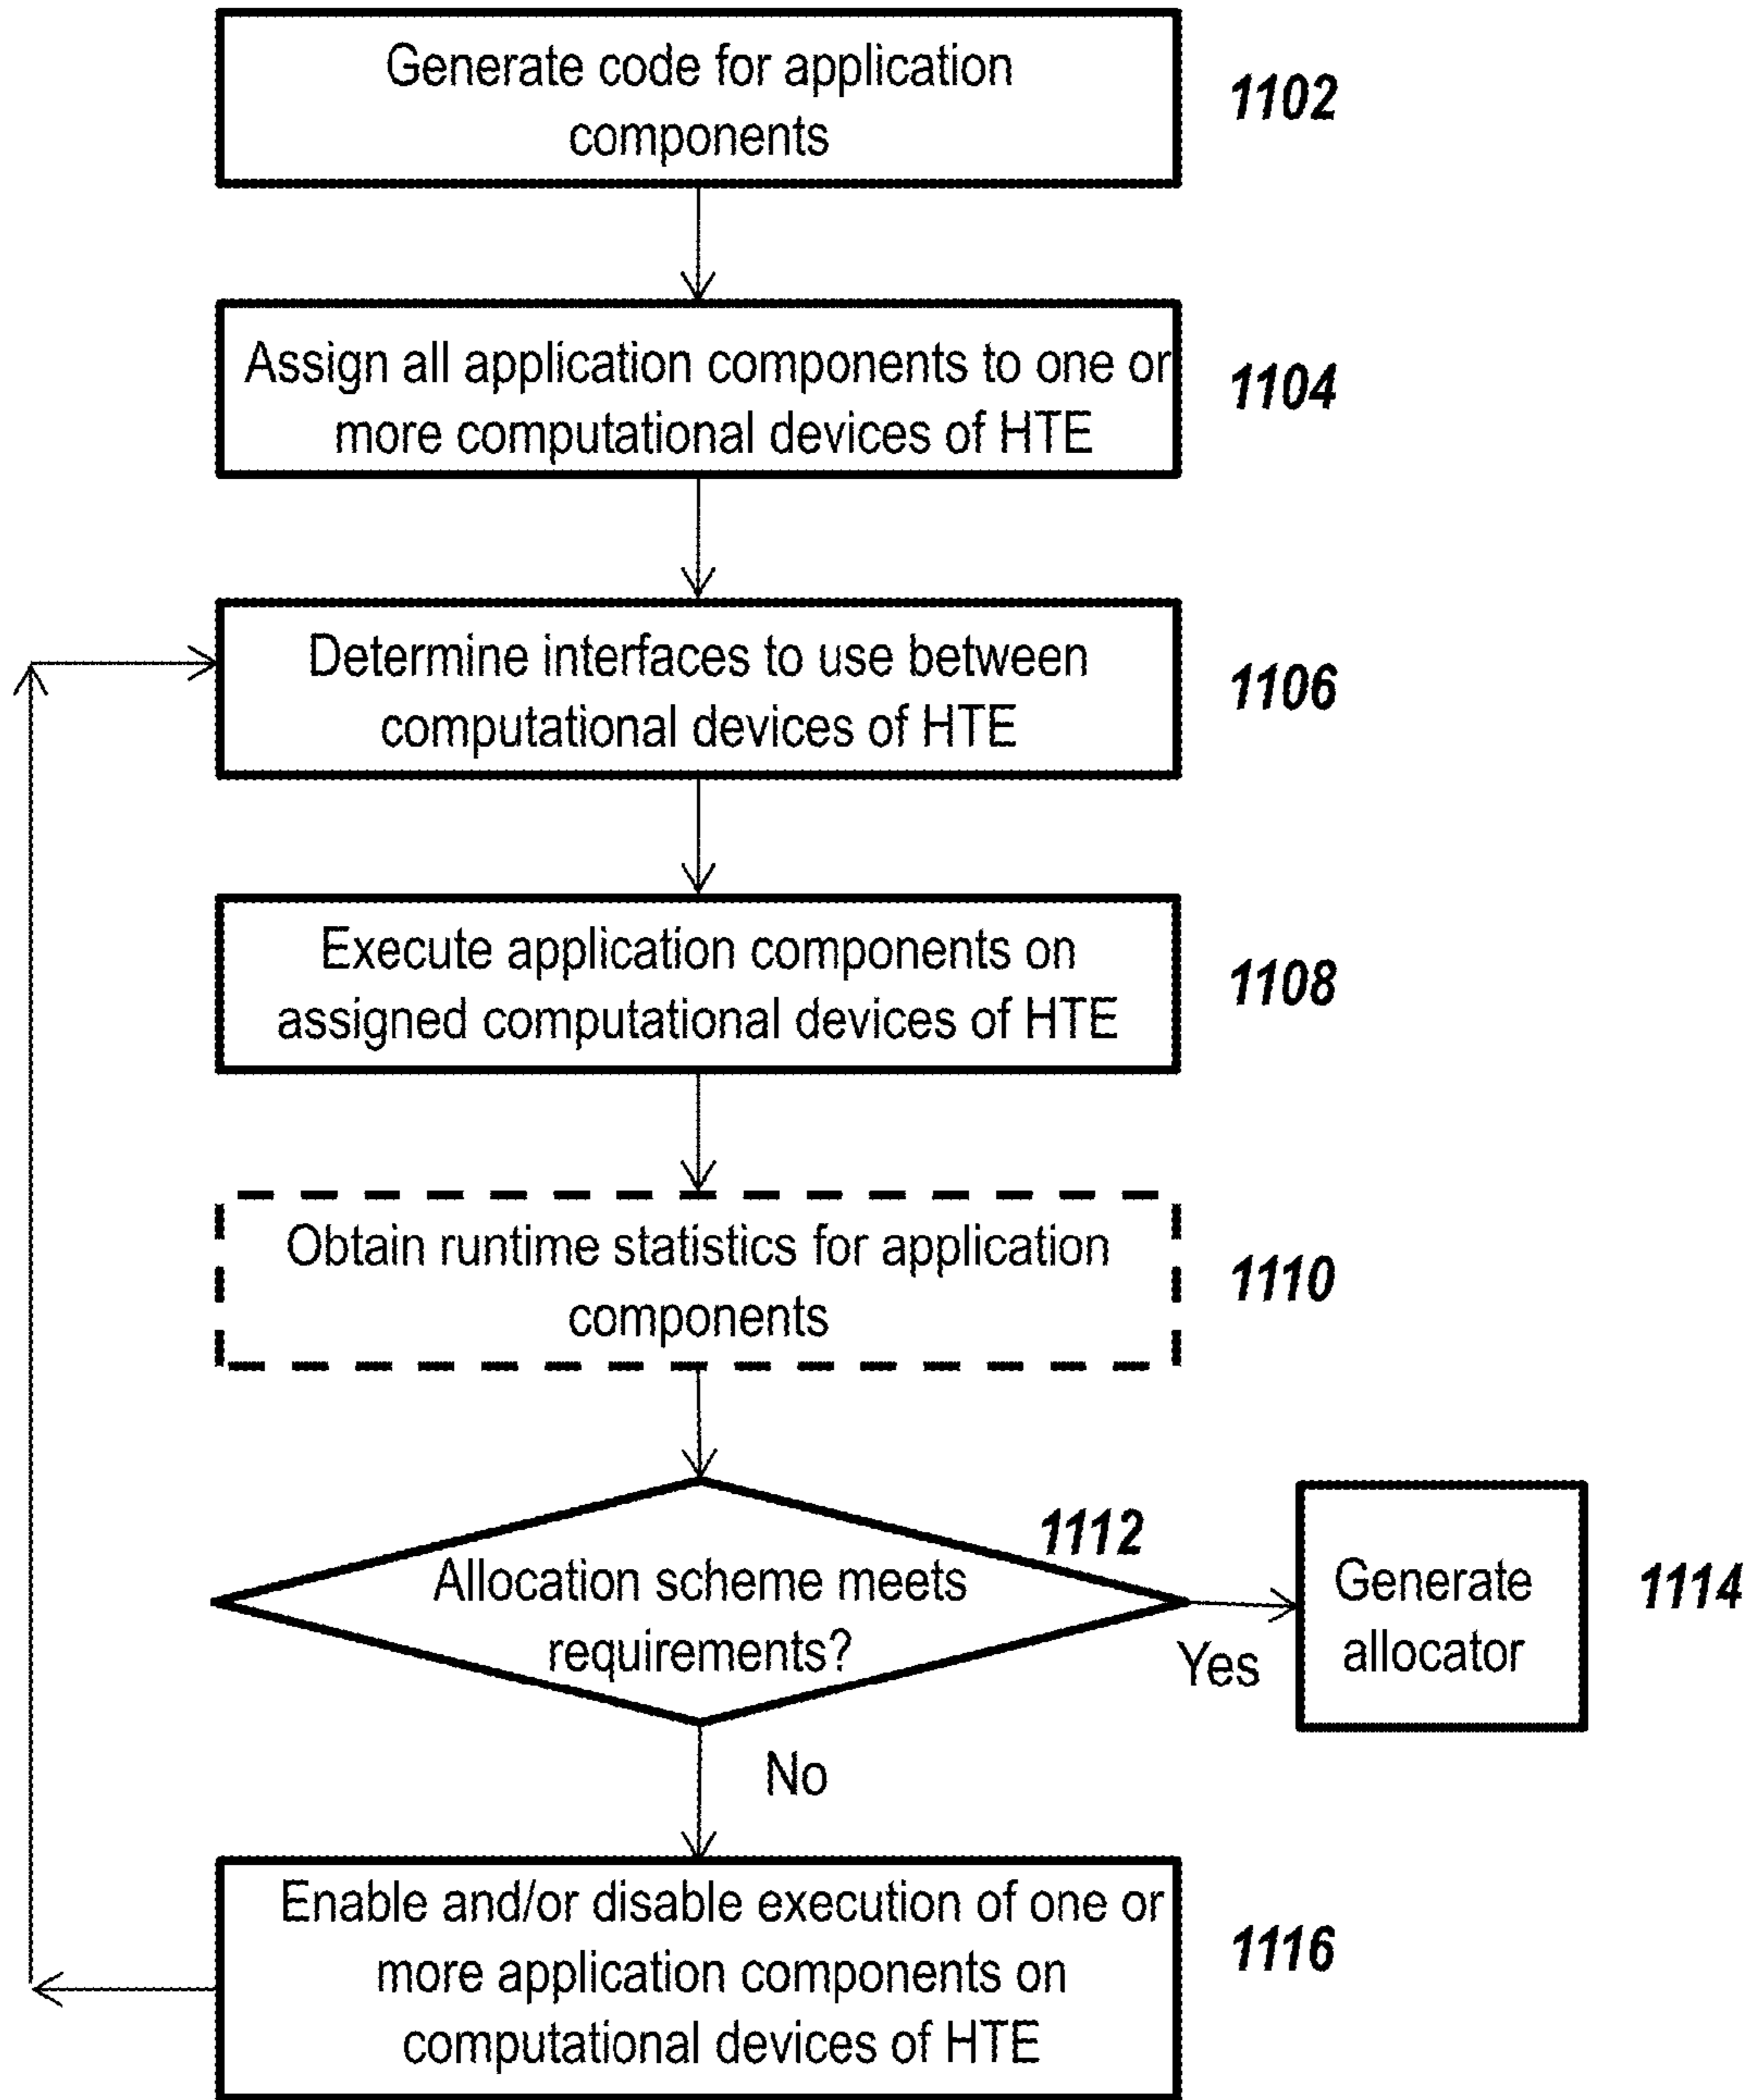 Generate code for application
components
1102
Assign all application components to one or
more computational devices of HTE
1104
Determine interfaces to use between
computational devices of HTE
1106
Execute application components on
assigned computational devices of HTE
1108
Obtain runtime statistics for application
components
1110
1112
Allocation scheme meets
requirements?
Yes
Generate
allocator
1114
No
Enable and/or disable execution of one or
more application components on
computational devices of HTE
1116